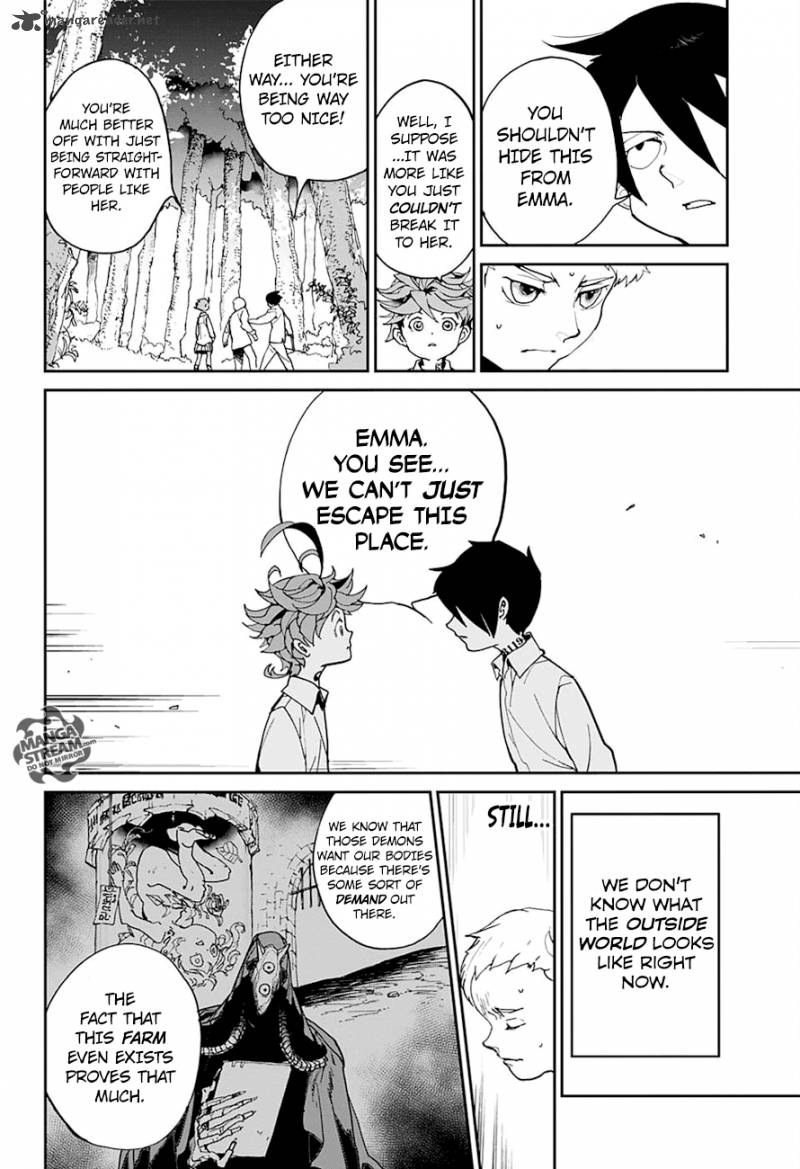 YOU
SHOULDN'T
HIDE THIS
FROM
EMMA.
WELL, I
SUPPOSE
...IT WAS
MORE LIKE
YOU JUST
COULDN'T
BREAK IT
TO HER.
EITHER
WAY... YOU'RE
BEING WAY
TOO NICE!
YOU'RE
MUCH BETTER
OFF WITH JUST
BEING STRAIGHT-
FORWARD WITH
PEOPLE LIKE
HER.
EMMA.
YOU SEE...
WE CAN'T JUST
ESCAPE THIS
PLACE.
WE DON'T
KNOW WHAT
THE OUTSIDE
WORLD LOOKS
LIKE RIGHT
NOW.
STILL...
WE KNOW THAT
THOSE DEMONS
WANT OUR BODIES
BECAUSE THERE'S
SOME SORT OF
DEMAND OUT
THERE.
THE
FACT THAT
THIS FARM
EVEN EXISTS
PROVES THAT
MUCH.
MANGA
STREAM.com
DO NOT MIRROR